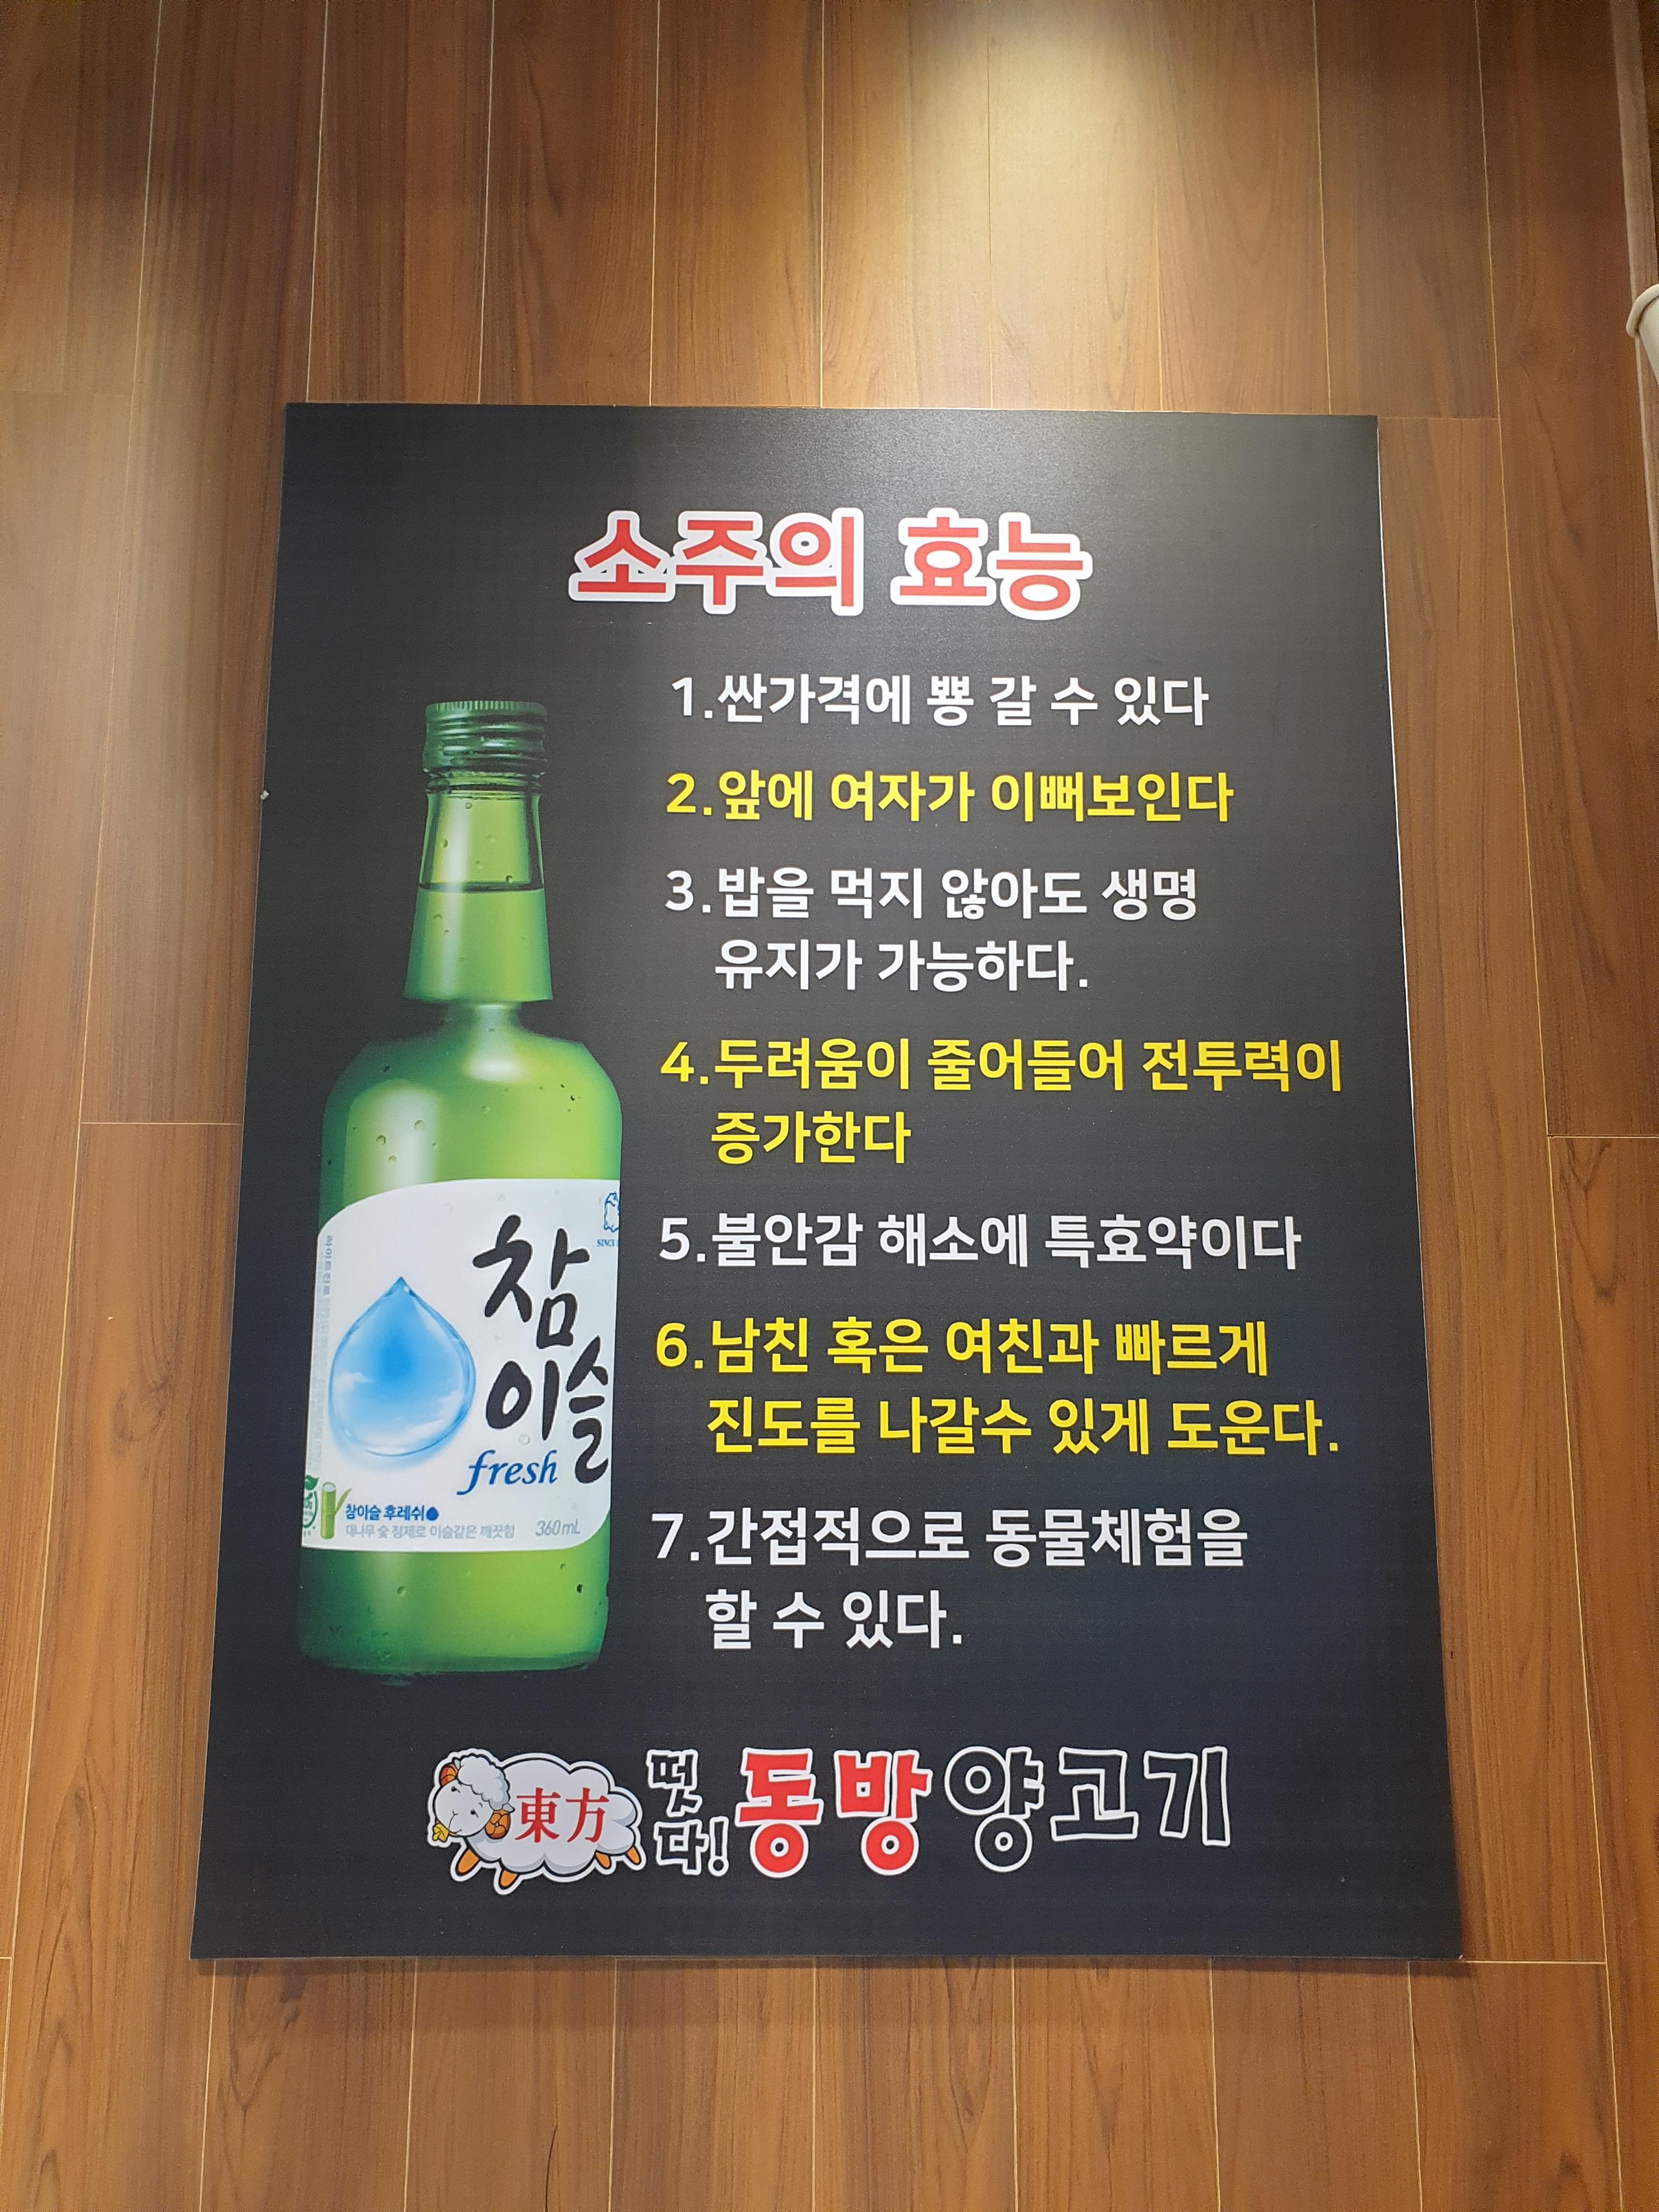 소주의 효능
1.싼가격에 뿅 갈 수 있다
2.앞에 여자가 이뻐보인다
3.밥을 먹지 않아도 생명
유지가 가능하다.
4.두려움이 줄어들어 전투력이
증가한다
5.불안감 해소에 특효약이다
6.남친 혹은 여친과 빠르게
진도를 나갈수 있게 도운다.
7.간접적으로 동물체험을
할 수 있다.
하이트진로
SINCE
참
이슬
fresh
참이슬 후레쉬
대나무 숯 정제로 이슬같은 깨끗함 360mL
東方 떳다! 동방 양고기